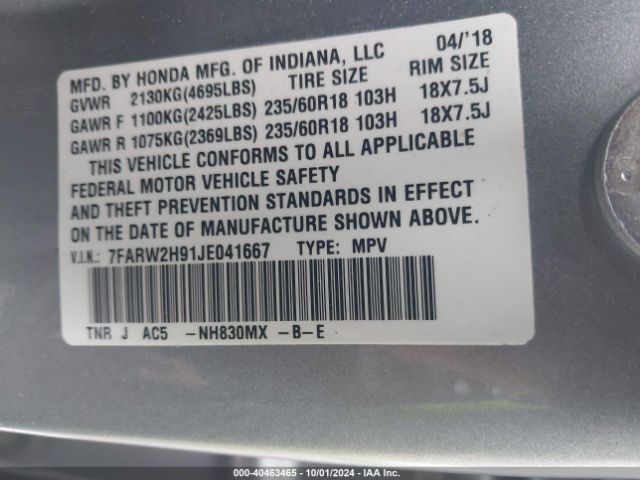 MFD. BY HONDA MFG. OF INDIANA, LLC 04/'18
GVWR 2130KG(4695LBS) TIRE SIZE RIM SIZE
GAWR F 1100KG(2425LBS) 235/60R18 103H 18X7.5J
GAWR R 1075KG(2369LBS) 235/60R18 103H 18X7.5J
THIS VEHICLE CONFORMS TO ALL APPLICABLE
FEDERAL MOTOR VEHICLE SAFETY
AND THEFT PREVENTION STANDARDS IN EFFECT
ON THE DATE OF MANUFACTURE SHOWN ABOVE.
V.I.N.: 7FARW2H91JE041667 TYPE: MPV
TNR J AC5 -NH830MX -B-E
000-40463465 - 10/01/2024 - IAA Inc.